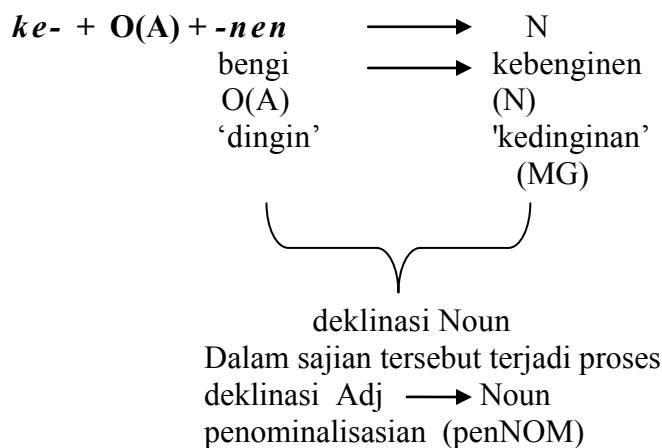 ke- + O(A) + -nen ⟶ N
bengi ⟶ kebenginen
O(A) (N)
‘dingin’ 'kedinginan’
(MG)
deklinasi Noun
Dalam sajian tersebut terjadi proses
deklinasi Adj ⟶ Noun
penominalisasian (penNOM)